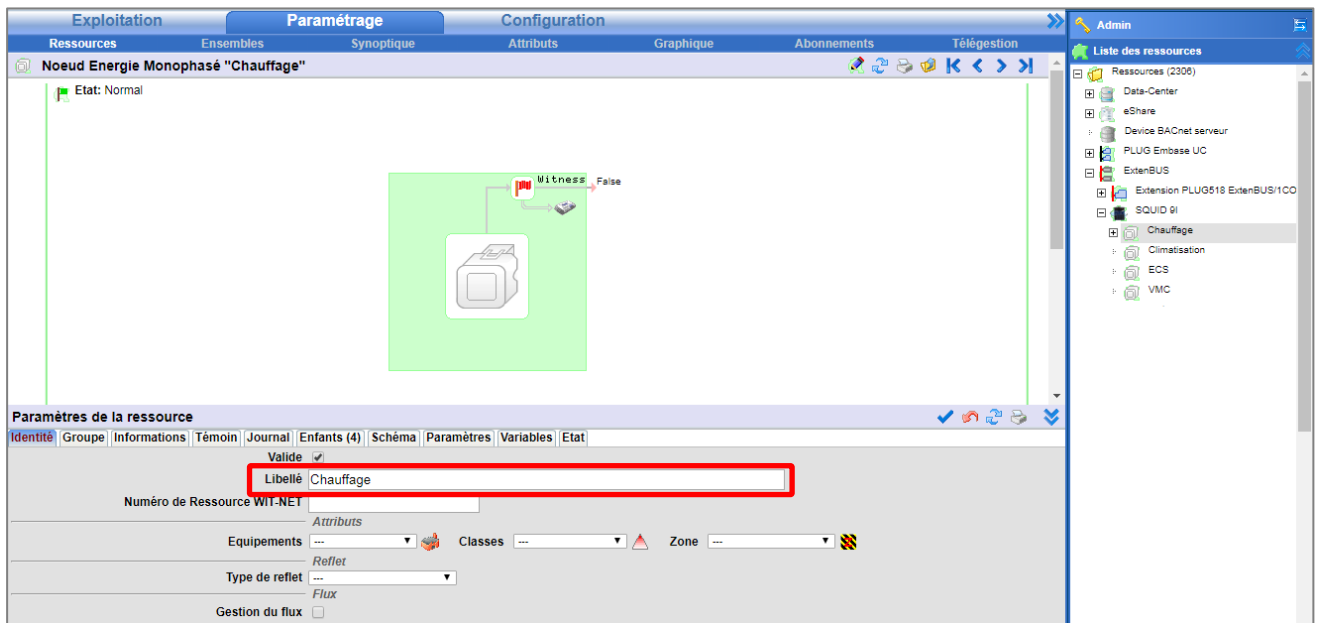 Exploitation Paramétrage Configuration
Ressources Ensembles Synoptique Attributs Graphique Abonnements Télégestion
Noeud Energie Monophasé "Chauffage"
Etat: Normal
Witness False
Paramètres de la ressource
Identité Groupe Informations Témoin Journal Enfants (4) Schéma Paramètres Variables Etat
Valide
Libellé Chauffage
Numéro de Ressource WIT-NET
Attributs
Equipements --- Classes --- Zone ---
Reflet
Type de reflet ---
Flux
Gestion du flux
Admin
Liste des ressources
Ressources (2306)
Data-Center
eShare
Device BACnet serveur
PLUG Embase UC
ExtenBUS
Extension PLUG518 ExtenBUS/1CO
SQUID 9I
Chauffage
Climatisation
ECS
VMC